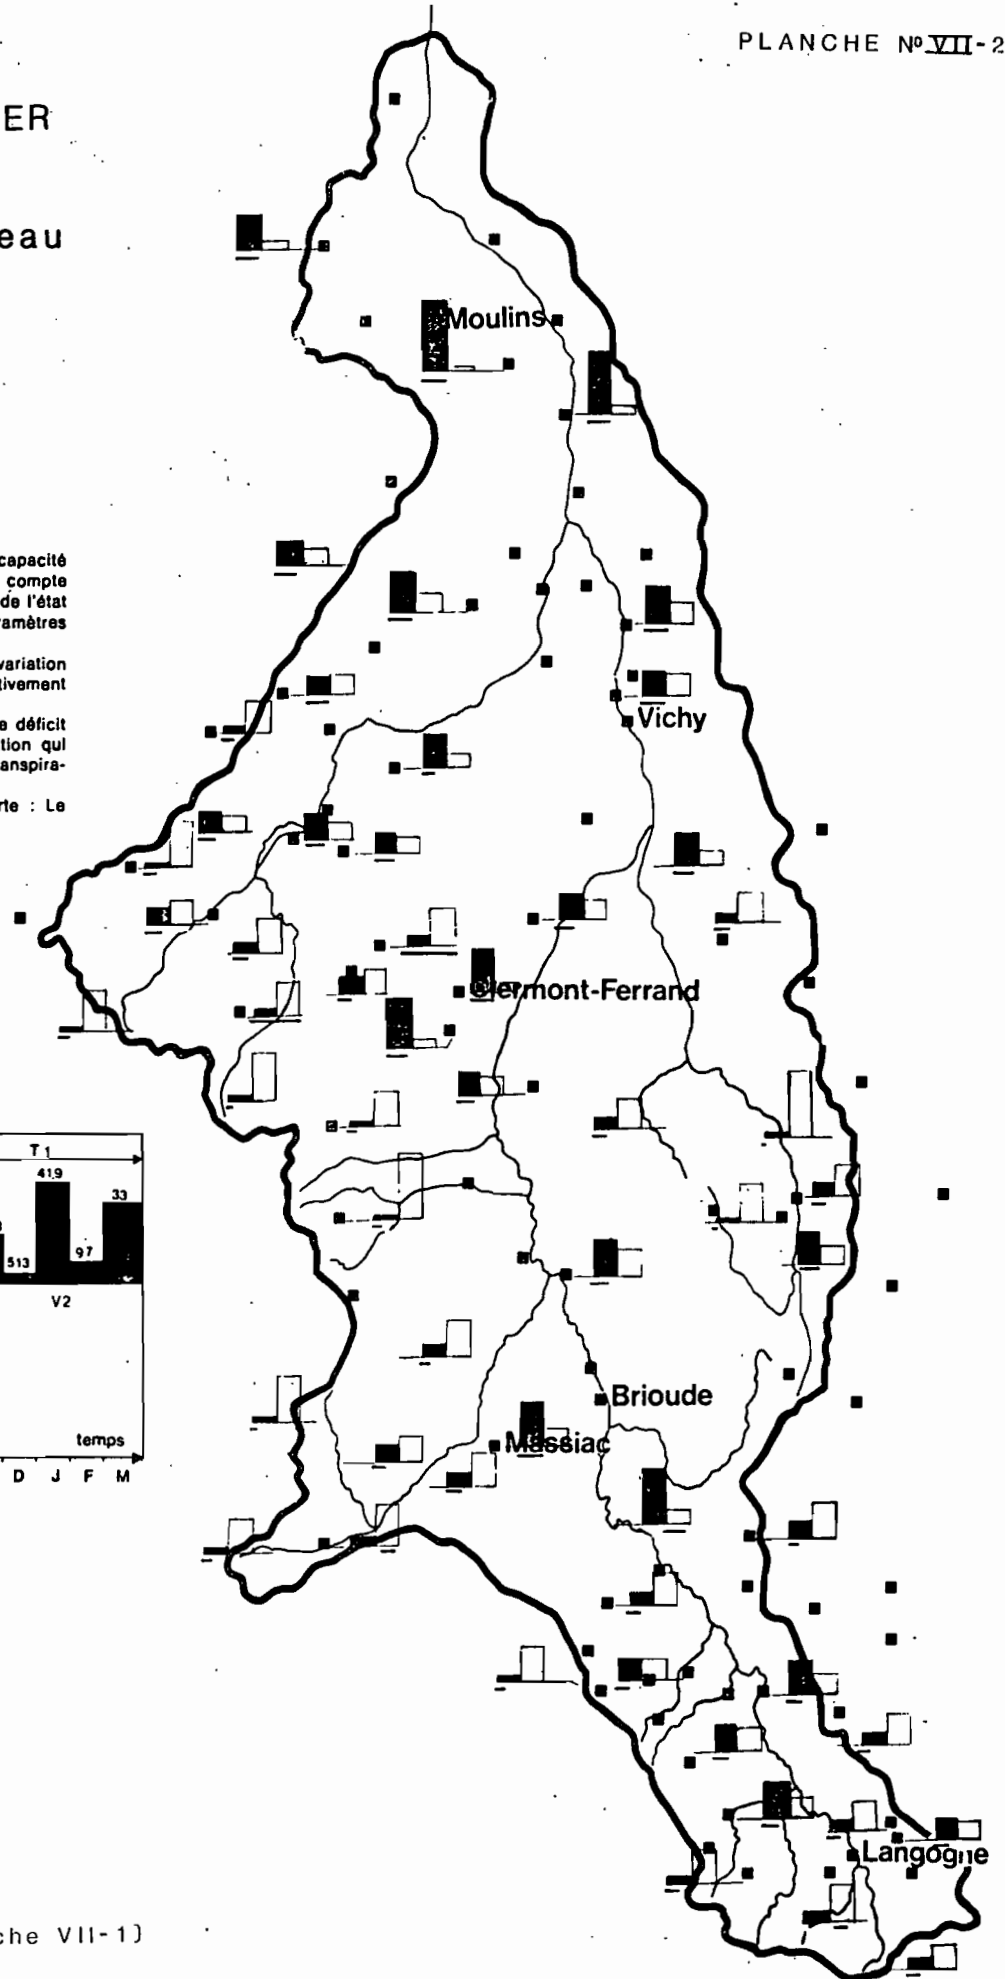 PLANCHE Nº VII-2
ER
eau
Moulins
capacité
compte
de l'état
ramètres
variation
tivement
e déficit
tion qui
anspira-
rte : Le
Vichy
Clermont-Ferrand
T1
41,9
33
513
97
V2
temps
D J F M
Brioude
Massiac
Langogne
che VII-1)